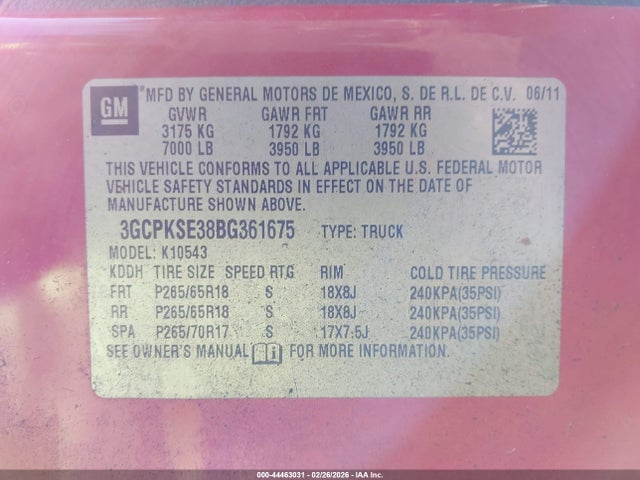 GM
*MFD BY GENERAL MOTORS DE MEXICO, S. DE R.L. DE C.V. 06/11
GVWR GAWR FRT GAWR RR
3175 KG 1792 KG 1792 KG
7000 LB 3950 LB 3950 LB
THIS VEHICLE CONFORMS TO ALL APPLICABLE U.S. FEDERAL MOTOR
VEHICLE SAFETY STANDARDS IN EFFECT ON THE DATE OF
MANUFACTURE SHOWN ABOVE.
3GCPKSE38BG361675 TYPE: TRUCK
MODEL: K10543
KDDH TIRE SIZE SPEED RTG RIM COLD TIRE PRESSURE
FRT P265/65R18 S 18X8J 240KPA(35PSI)
RR P265/65R18 S 18X8J 240KPA(35PSI)
SPA P265/70R17 S 17X7.5J 240KPA(35PSI)
SEE OWNER'S MANUAL FOR MORE INFORMATION.
000-44463031 | 02/26/2026 | IAA Inc.